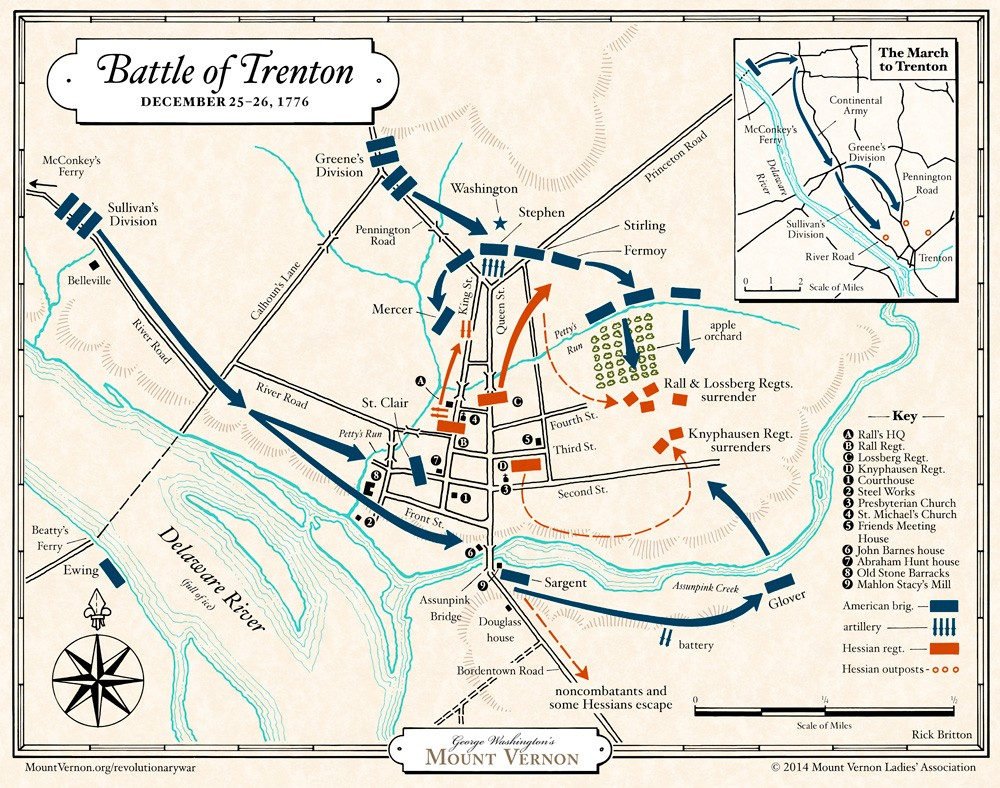 Battle of Trenton
DECEMBER 25–26, 1776
The March
to Trenton
McConkey's
Ferry
Continental
Army
Greene's
Division
Delaware
River
Pennington
Road
Sullivan's
Division
River Road
Trenton
0 1 2
Scale of Miles
McConkey's
Ferry
Sullivan's
Division
Belleville
River Road
Calhoun's Lane
Greene's
Division
Pennington
Road
Washington
Stephen
Stirling
Fermoy
Princeton Road
Mercer
King St.
Queen St.
Petty's
Run
apple
orchard
Rall & Lossberg Regts.
surrender
Knyphausen Regt.
surrenders
River Road
St. Clair
Petty's Run
A
B
C
D
1
2
3
4
5
6
7
8
9
Fourth St.
Third St.
Second St.
Front St.
Beatty's
Ferry
Ewing
Delaware River
(full of ice)
Assunpink
Bridge
Sargent
Assunpink Creek
Glover
Douglass
house
battery
Bordentown Road
noncombatants and
some Hessians escape
Key
A Rall's HQ
B Rall Regt.
C Lossberg Regt.
D Knyphausen Regt.
1 Courthouse
2 Steel Works
3 Presbyterian Church
4 St. Michael's Church
5 Friends Meeting
House
6 John Barnes house
7 Abraham Hunt house
8 Old Stone Barracks
9 Mahlon Stacy's Mill
American brig.
artillery
Hessian regt.
Hessian outposts
0 ¼ ½
Scale of Miles
Rick Britton
George Washington's
MOUNT VERNON
MountVernon.org/revolutionarywar
© 2014 Mount Vernon Ladies' Association